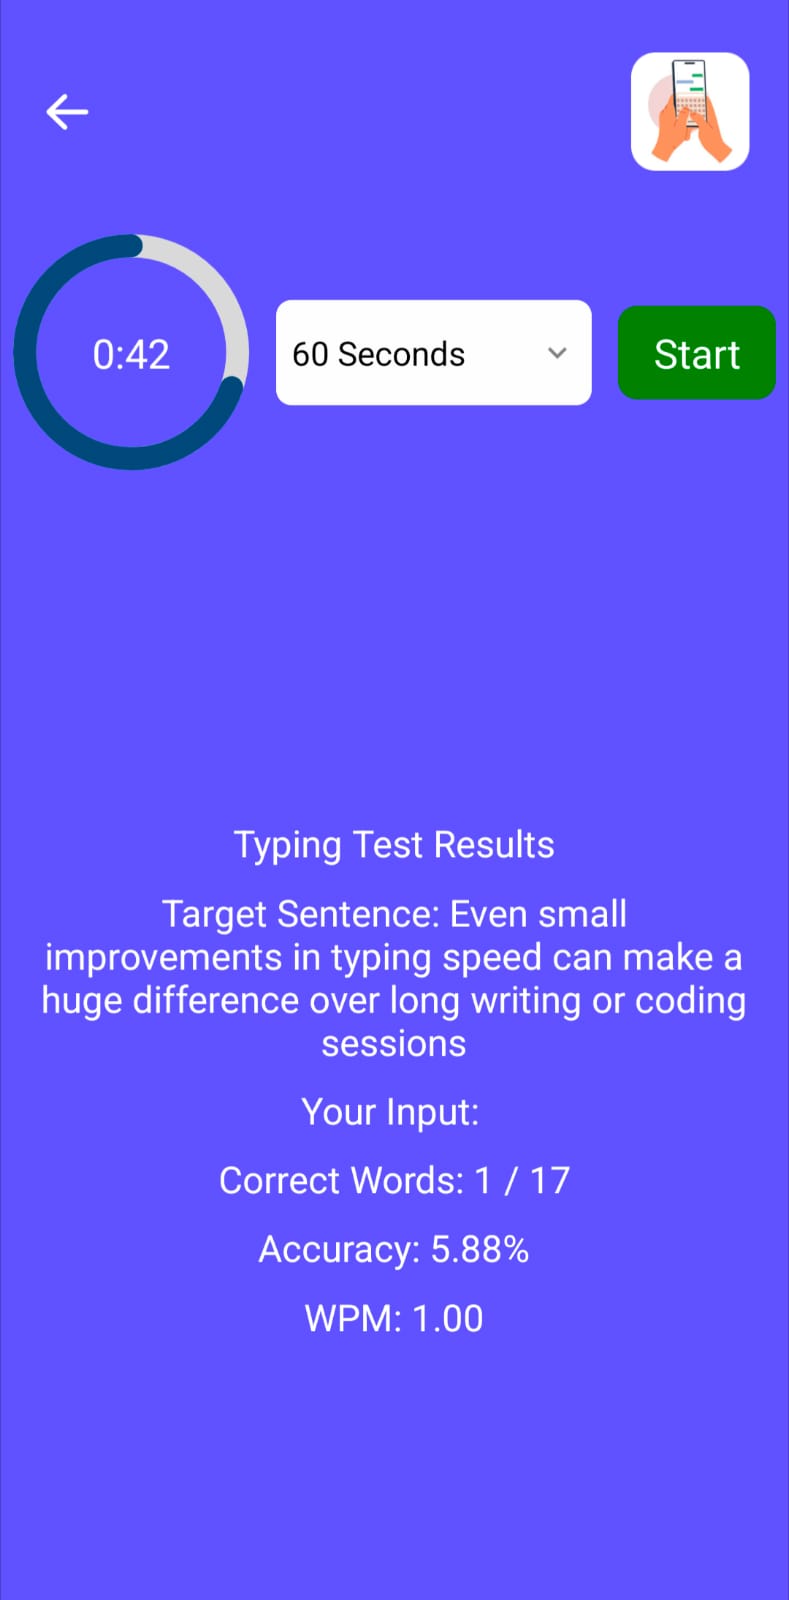 0:42
60 Seconds
Start
Typing Test Results
Target Sentence: Even small
improvements in typing speed can make a
huge difference over long writing or coding
sessions
Your Input:
Correct Words: 1 / 17
Accuracy: 5.88%
WPM: 1.00